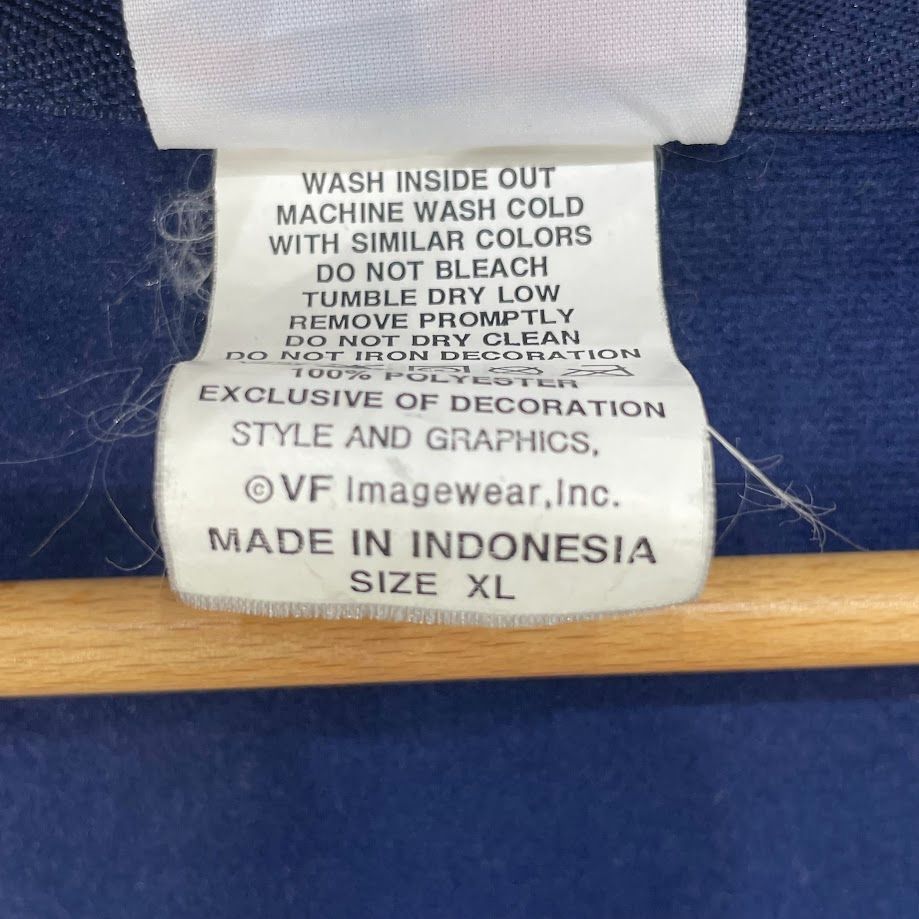 WASH INSIDE OUT
MACHINE WASH COLD
WITH SIMILAR COLORS
DO NOT BLEACH
TUMBLE DRY LOW
REMOVE PROMPTLY
DO NOT DRY CLEAN
DO NOT IRON DECORATION
100% POLYESTER
EXCLUSIVE OF DECORATION
STYLE AND GRAPHICS,
©VF Imagewear,Inc.
MADE IN INDONESIA
SIZE XL